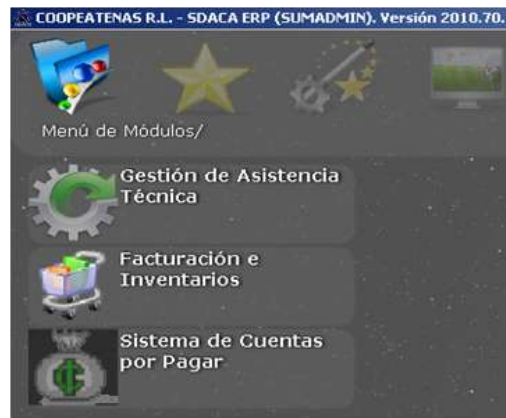 COOPEATENAS R.L. - SDACA ERP (SUMADMIN). Versión 2010.70.
Menú de Módulos/
Gestión de Asistencia
Técnica
Facturación e
Inventarios
Sistema de Cuentas
por Pagar